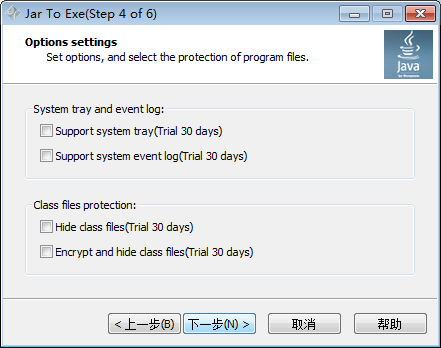 Jar To Exe(Step 4 of 6)
Options settings
Set options, and select the protection of program files.
Java
System tray and event log:
Support system tray(Trial 30 days)
Support system event log(Trial 30 days)
Class files protection:
Hide class files(Trial 30 days)
Encrypt and hide class files(Trial 30 days)
< 上一步(B) 下一步(N) > 取消 帮助